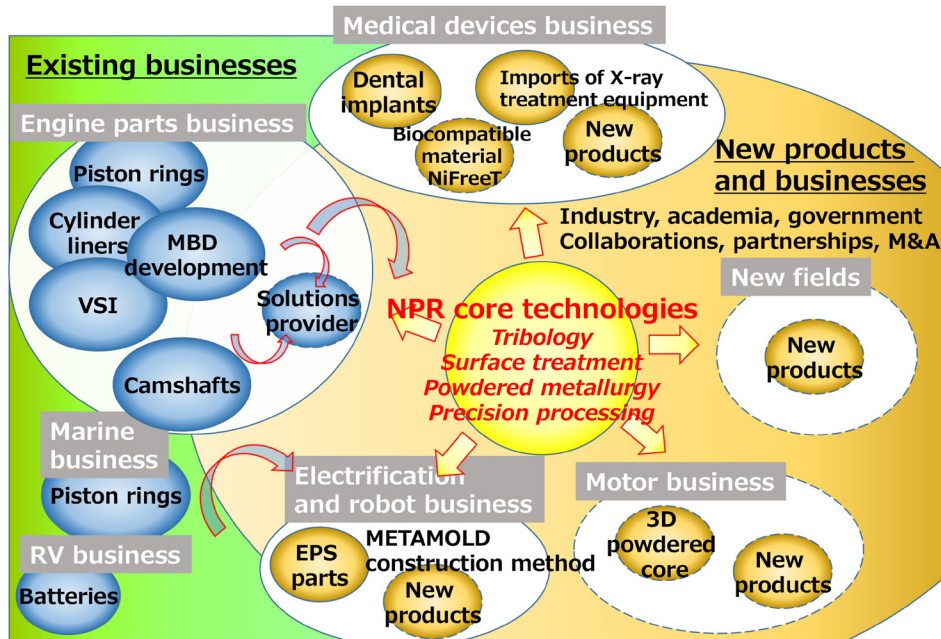 Medical devices business
Existing businesses
Dental
implants
Imports of X-ray
treatment equipment
Biocompatible
material
NiFreeT
New
products
Engine parts business
Piston rings
Cylinder
liners
MBD
development
VSI
Solutions
provider
Camshafts
New products
and businesses
Industry, academia, government
Collaborations, partnerships, M&A
New fields
New
products
NPR core technologies
Tribology
Surface treatment
Powdered metallurgy
Precision processing
Marine
business
Piston rings
RV business
Batteries
Electrification
and robot business
EPS
parts
METAMOLD
construction method
New
products
Motor business
3D
powdered
core
New
products